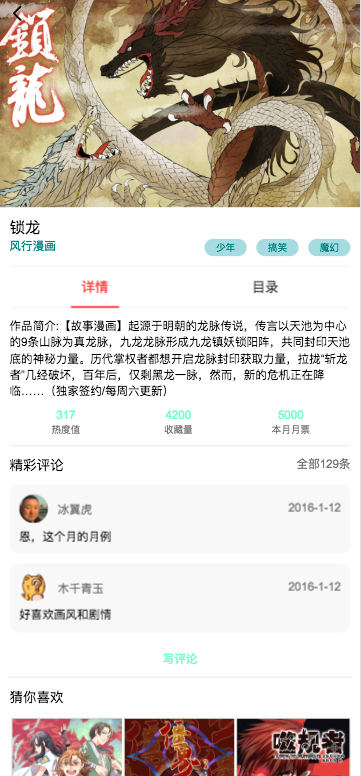 鎖龍
锁龙
风行漫画
少年 搞笑 魔幻
详情 目录
作品简介:【故事漫画】起源于明朝的龙脉传说，传言以天池为中心
的9条山脉为真龙脉，九龙龙脉形成九龙镇妖锁阳阵，共同封印天池
底的神秘力量。历代掌权者都想开启龙脉封印获取力量，拉拢“斩龙
者”几经破坏，百年后，仅剩黑龙一脉，然而，新的危机正在降
临……（独家签约/每周六更新）
317 4200 5000
热度值 收藏量 本月月票
精彩评论 全部129条
冰翼虎 2016-1-12
恩，这个月的月例
木千青玉 2016-1-12
好喜欢画风和剧情
写评论
猜你喜欢
噬规者